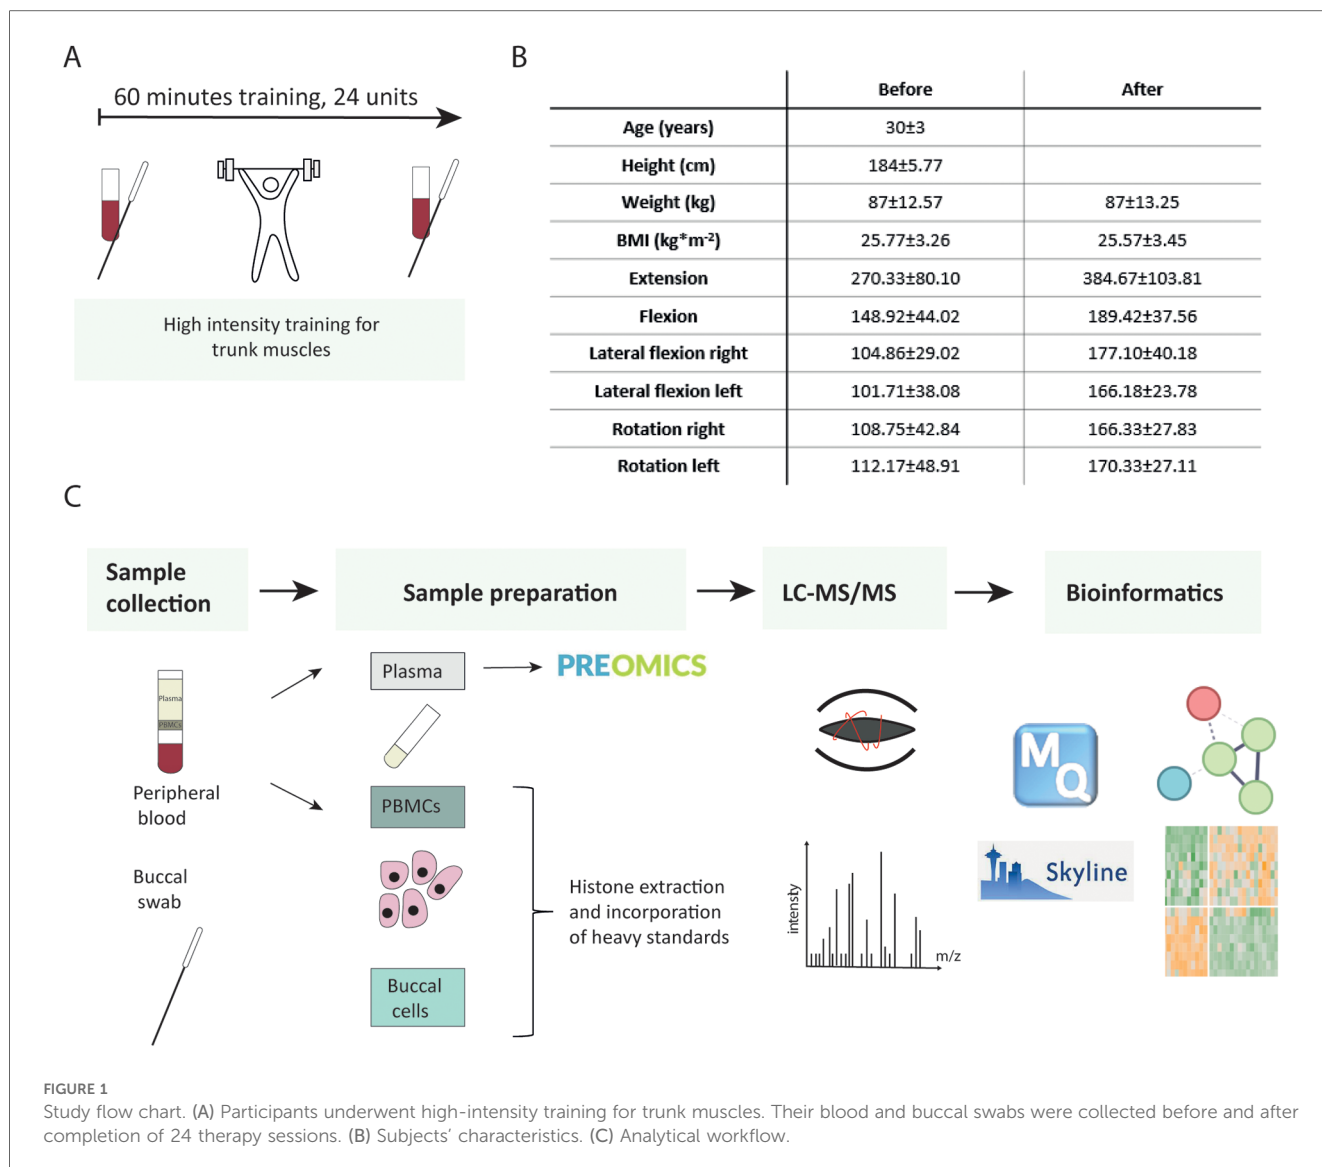 A
60 minutes training, 24 units
High intensity training for
trunk muscles
B
Before After
Age (years) 30±3
Height (cm) 184±5.77
Weight (kg) 87±12.57 87±13.25
BMI (kg*m-2) 25.77±3.26 25.57±3.45
Extension 270.33±80.10 384.67±103.81
Flexion 148.92±44.02 189.42±37.56
Lateral flexion right 104.86±29.02 177.10±40.18
Lateral flexion left 101.71±38.08 166.18±23.78
Rotation right 108.75±42.84 166.33±27.83
Rotation left 112.17±48.91 170.33±27.11
C
Sample
collection
Sample preparation
LC-MS/MS
Bioinformatics
Plasma
PBMCs
Peripheral
blood
Buccal
swab
Plasma
PREOMICS
PBMCs
Buccal
cells
Histone extraction
and incorporation
of heavy standards
intensty
m/z
M
Q
Skyline
FIGURE 1
Study flow chart. (A) Participants underwent high-intensity training for trunk muscles. Their blood and buccal swabs were collected before and after
completion of 24 therapy sessions. (B) Subjects' characteristics. (C) Analytical workflow.